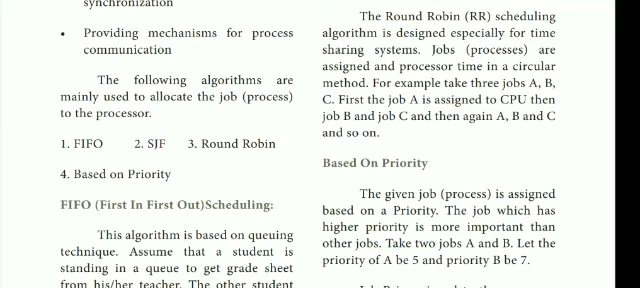 synchronization
• Providing mechanisms for process
communication
The following algorithms are
mainly used to allocate the job (process)
to the processor.
1. FIFO 2. SJF 3. Round Robin
4. Based on Priority
FIFO (First In First Out)Scheduling:
This algorithm is based on queuing
technique. Assume that a student is
standing in a queue to get grade sheet
from his/her teacher. The other student
The Round Robin (RR) scheduling
algorithm is designed especially for time
sharing systems. Jobs (processes) are
assigned and processor time in a circular
method. For example take three jobs A, B,
C. First the job A is assigned to CPU then
job B and job C and then again A, B and C
and so on.
Based On Priority
The given job (process) is assigned
based on a Priority. The job which has
higher priority is more important than
other jobs. Take two jobs A and B. Let the
priority of A be 5 and priority B be 7.